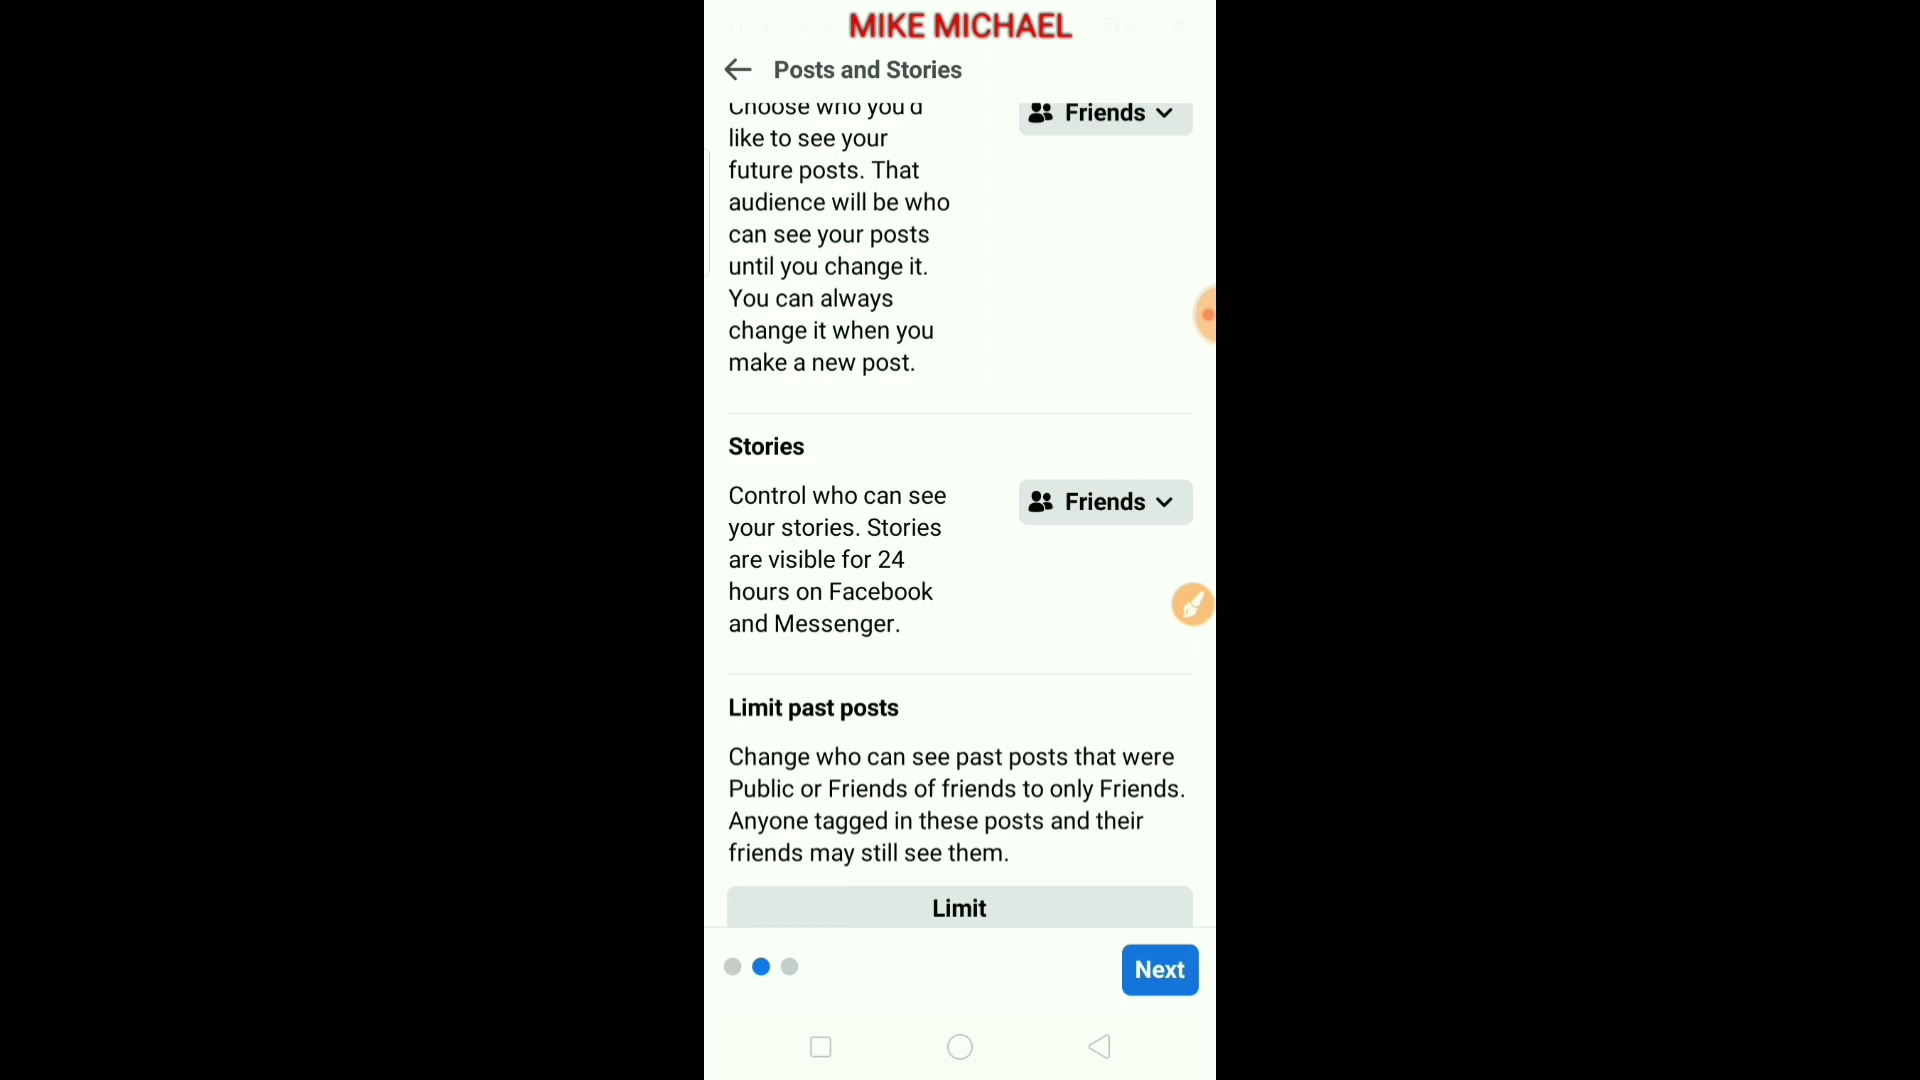 MIKE MICHAEL
Posts and Stories
Choose who you'd
Friends
like to see your
future posts. That
audience will be who
can see your posts
until you change it.
You can always
change it when you
make a new post.
Stories
Control who can see
Friends
your stories. Stories
are visible for 24
hours on Facebook
and Messenger.
Limit past posts
Change who can see past posts that were
Public or Friends of friends to only Friends.
Anyone tagged in these posts and their
friends may still see them.
Limit
Next